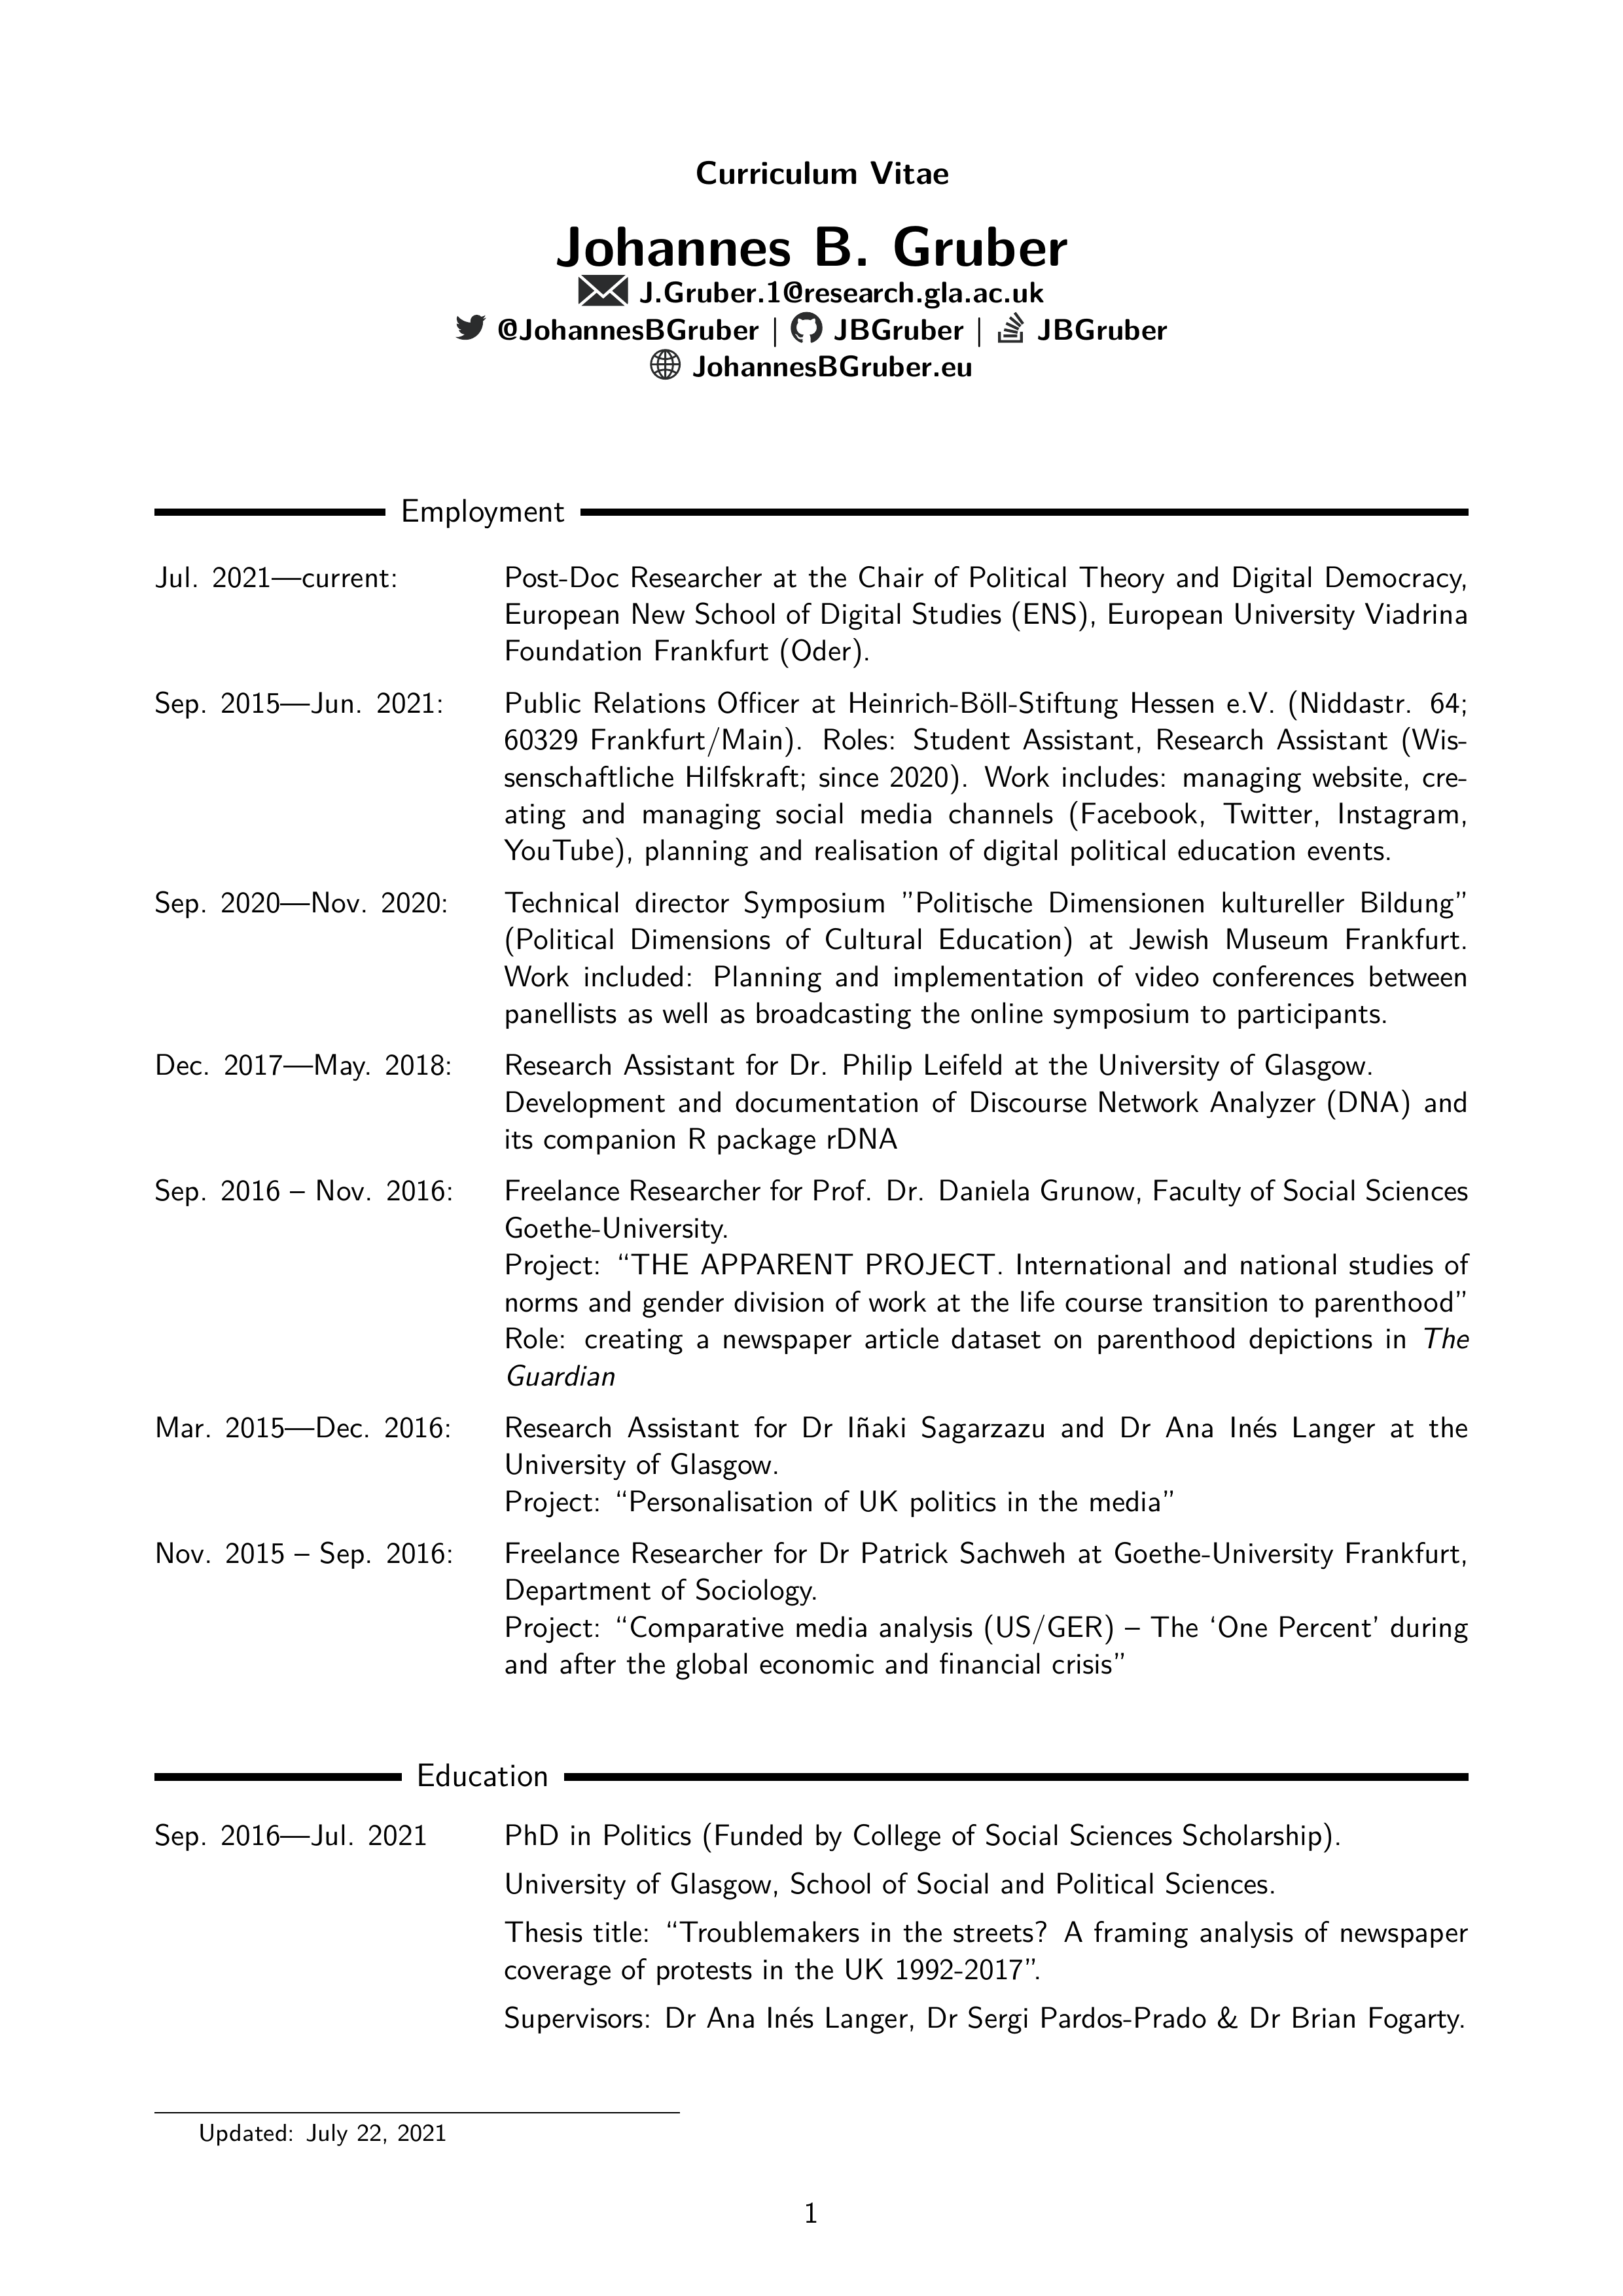 Curriculum Vitae
Johannes B. Gruber
J.Gruber.1@research.gla.ac.uk
@JohannesBGruber | JBGruber | JBGruber
JohannesBGruber.eu
Employment
Jul. 2021—current: Post-Doc Researcher at the Chair of Political Theory and Digital Democracy,
European New School of Digital Studies (ENS), European University Viadrina
Foundation Frankfurt (Oder).
Sep. 2015—Jun. 2021: Public Relations Officer at Heinrich-Böll-Stiftung Hessen e.V. (Niddastr. 64;
60329 Frankfurt/Main). Roles: Student Assistant, Research Assistant (Wis-
senschaftliche Hilfskraft; since 2020). Work includes: managing website, cre-
ating and managing social media channels (Facebook, Twitter, Instagram,
YouTube), planning and realisation of digital political education events.
Sep. 2020—Nov. 2020: Technical director Symposium ”Politische Dimensionen kultureller Bildung”
(Political Dimensions of Cultural Education) at Jewish Museum Frankfurt.
Work included: Planning and implementation of video conferences between
panellists as well as broadcasting the online symposium to participants.
Dec. 2017—May. 2018: Research Assistant for Dr. Philip Leifeld at the University of Glasgow.
Development and documentation of Discourse Network Analyzer (DNA) and
its companion R package rDNA
Sep. 2016 – Nov. 2016: Freelance Researcher for Prof. Dr. Daniela Grunow, Faculty of Social Sciences
Goethe-University.
Project: “THE APPARENT PROJECT. International and national studies of
norms and gender division of work at the life course transition to parenthood”
Role: creating a newspaper article dataset on parenthood depictions in The
Guardian
Mar. 2015—Dec. 2016: Research Assistant for Dr Iñaki Sagarzazu and Dr Ana Inés Langer at the
University of Glasgow.
Project: “Personalisation of UK politics in the media”
Nov. 2015 – Sep. 2016: Freelance Researcher for Dr Patrick Sachweh at Goethe-University Frankfurt,
Department of Sociology.
Project: “Comparative media analysis (US/GER) – The ‘One Percent’ during
and after the global economic and financial crisis”
Education
Sep. 2016—Jul. 2021 PhD in Politics (Funded by College of Social Sciences Scholarship).
University of Glasgow, School of Social and Political Sciences.
Thesis title: “Troublemakers in the streets? A framing analysis of newspaper
coverage of protests in the UK 1992-2017”.
Supervisors: Dr Ana Inés Langer, Dr Sergi Pardos-Prado & Dr Brian Fogarty.
Updated: July 22, 2021
1